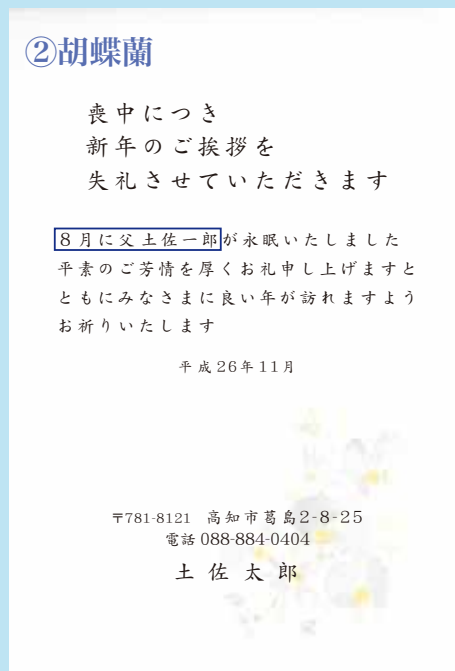 ②胡蝶蘭
喪中につき
新年のご挨拶を
失礼させていただきます
8月に父土佐一郎が永眠いたしました
平素のご芳情を厚くお礼申し上げますと
ともにみなさまに良い年が訪れますよう
お祈りいたします
平成26年11月
〒781-8121 高知市葛島2-8-25
電話 088-884-0404
土佐太郎